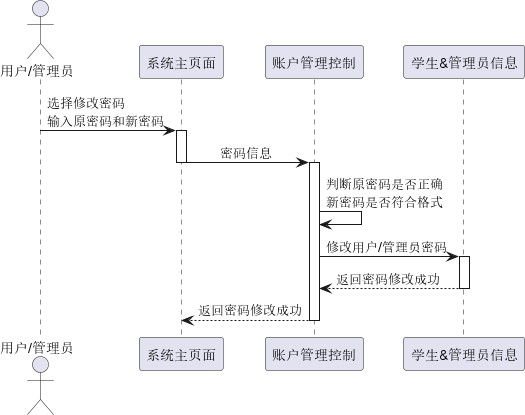 用户/管理员
系统主页面
账户管理控制
学生&管理员信息
选择修改密码
输入原密码和新密码
密码信息
判断原密码是否正确
新密码是否符合格式
修改用户/管理员密码
返回密码修改成功
返回密码修改成功
用户/管理员
系统主页面
账户管理控制
学生&管理员信息